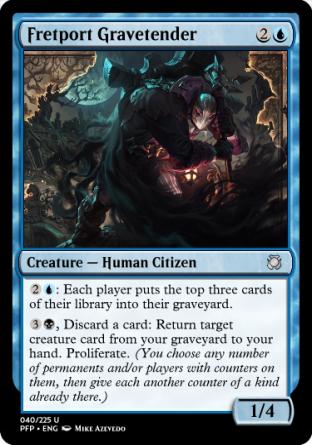 Fretport Gravetender 2
Creature — Human Citizen
2 : Each player puts the top three cards
of their library into their graveyard.
3 , Discard a card: Return target
creature card from your graveyard to your
hand. Proliferate. (You choose any number
of permanents and/or players with counters
on them, then give each another counter of a kind
already there.)
1/4
040/225 U
PFP • ENG Mike Azevedo